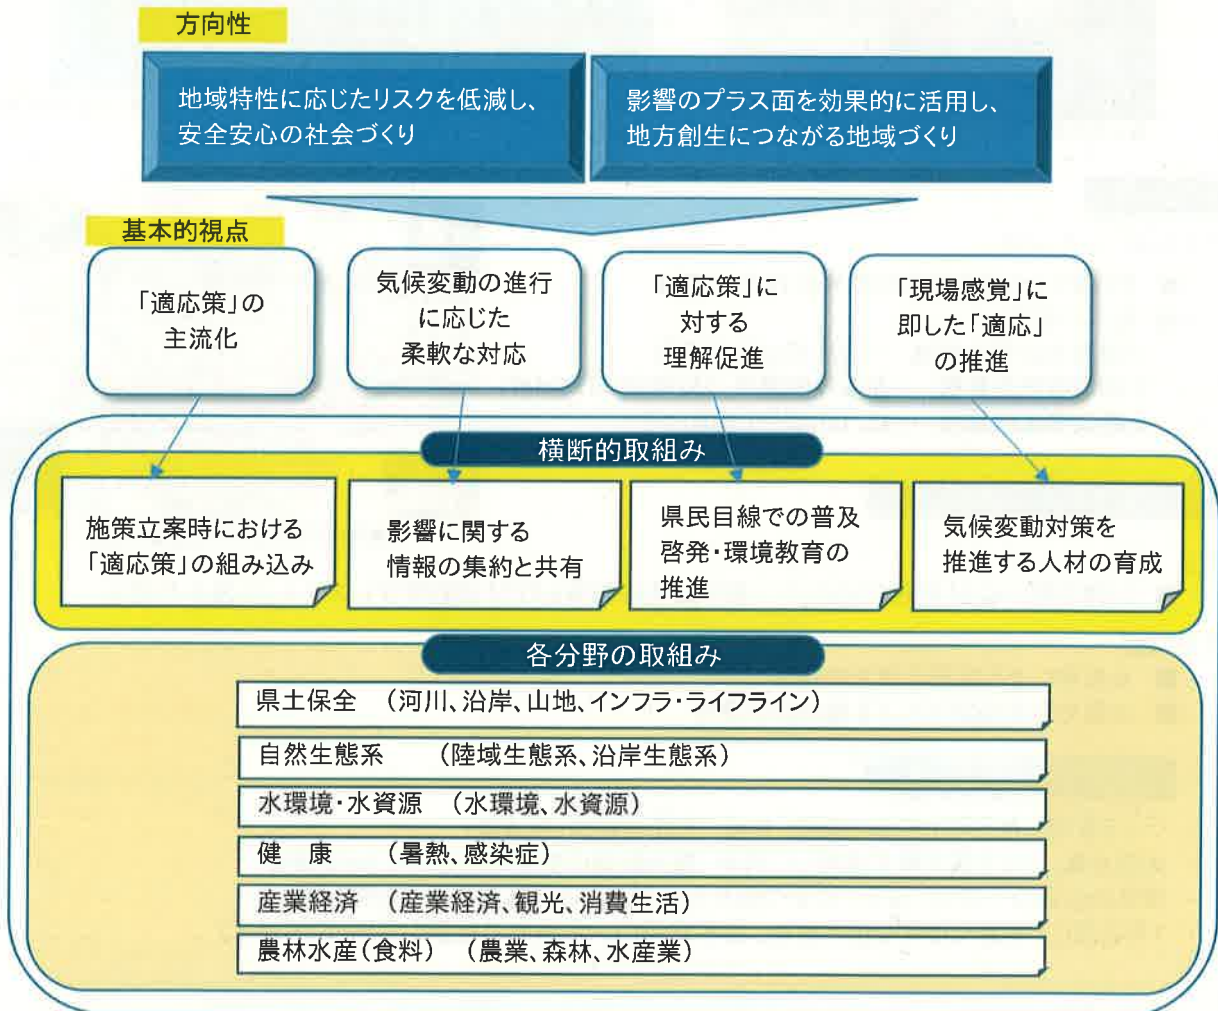 方向性
地域特性に応じたリスクを低減し、
安全安心の社会づくり
影響のプラス面を効果的に活用し、
地方創生につながる地域づくり
基本的視点
「適応策」の
主流化
気候変動の進行
に応じた
柔軟な対応
「適応策」に
対する
理解促進
「現場感覚」に
即した「適応」
の推進
横断的取組み
施策立案時における
「適応策」の組み込み
影響に関する
情報の集約と共有
県民目線での普及
啓発・環境教育の
推進
気候変動対策を
推進する人材の育成
各分野の取組み
県土保全　（河川、沿岸、山地、インフラ・ライフライン）
自然生態系　　（陸域生態系、沿岸生態系）
水環境・水資源　（水環境、水資源）
健　康　　（暑熱、感染症）
産業経済　（産業経済、観光、消費生活）
農林水産（食料）　（農業、森林、水産業）